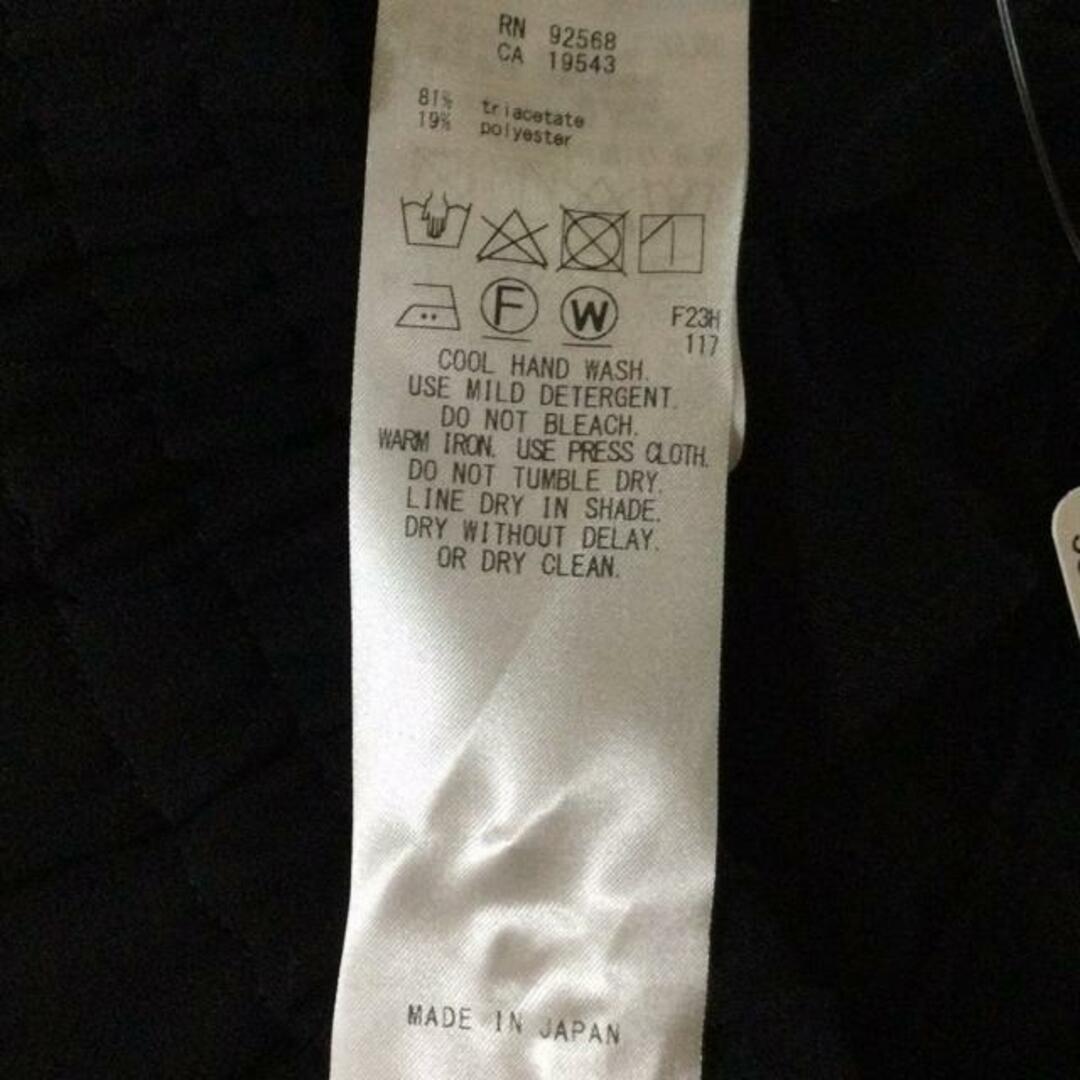 RN 92568
CA 19543
81% triacetate
19% polyester
F
W
F23H
117
COOL HAND WASH.
USE MILD DETERGENT.
DO NOT BLEACH.
WARM IRON. USE PRESS CLOTH.
DO NOT TUMBLE DRY.
LINE DRY IN SHADE.
DRY WITHOUT DELAY.
OR DRY CLEAN.
MADE IN JAPAN